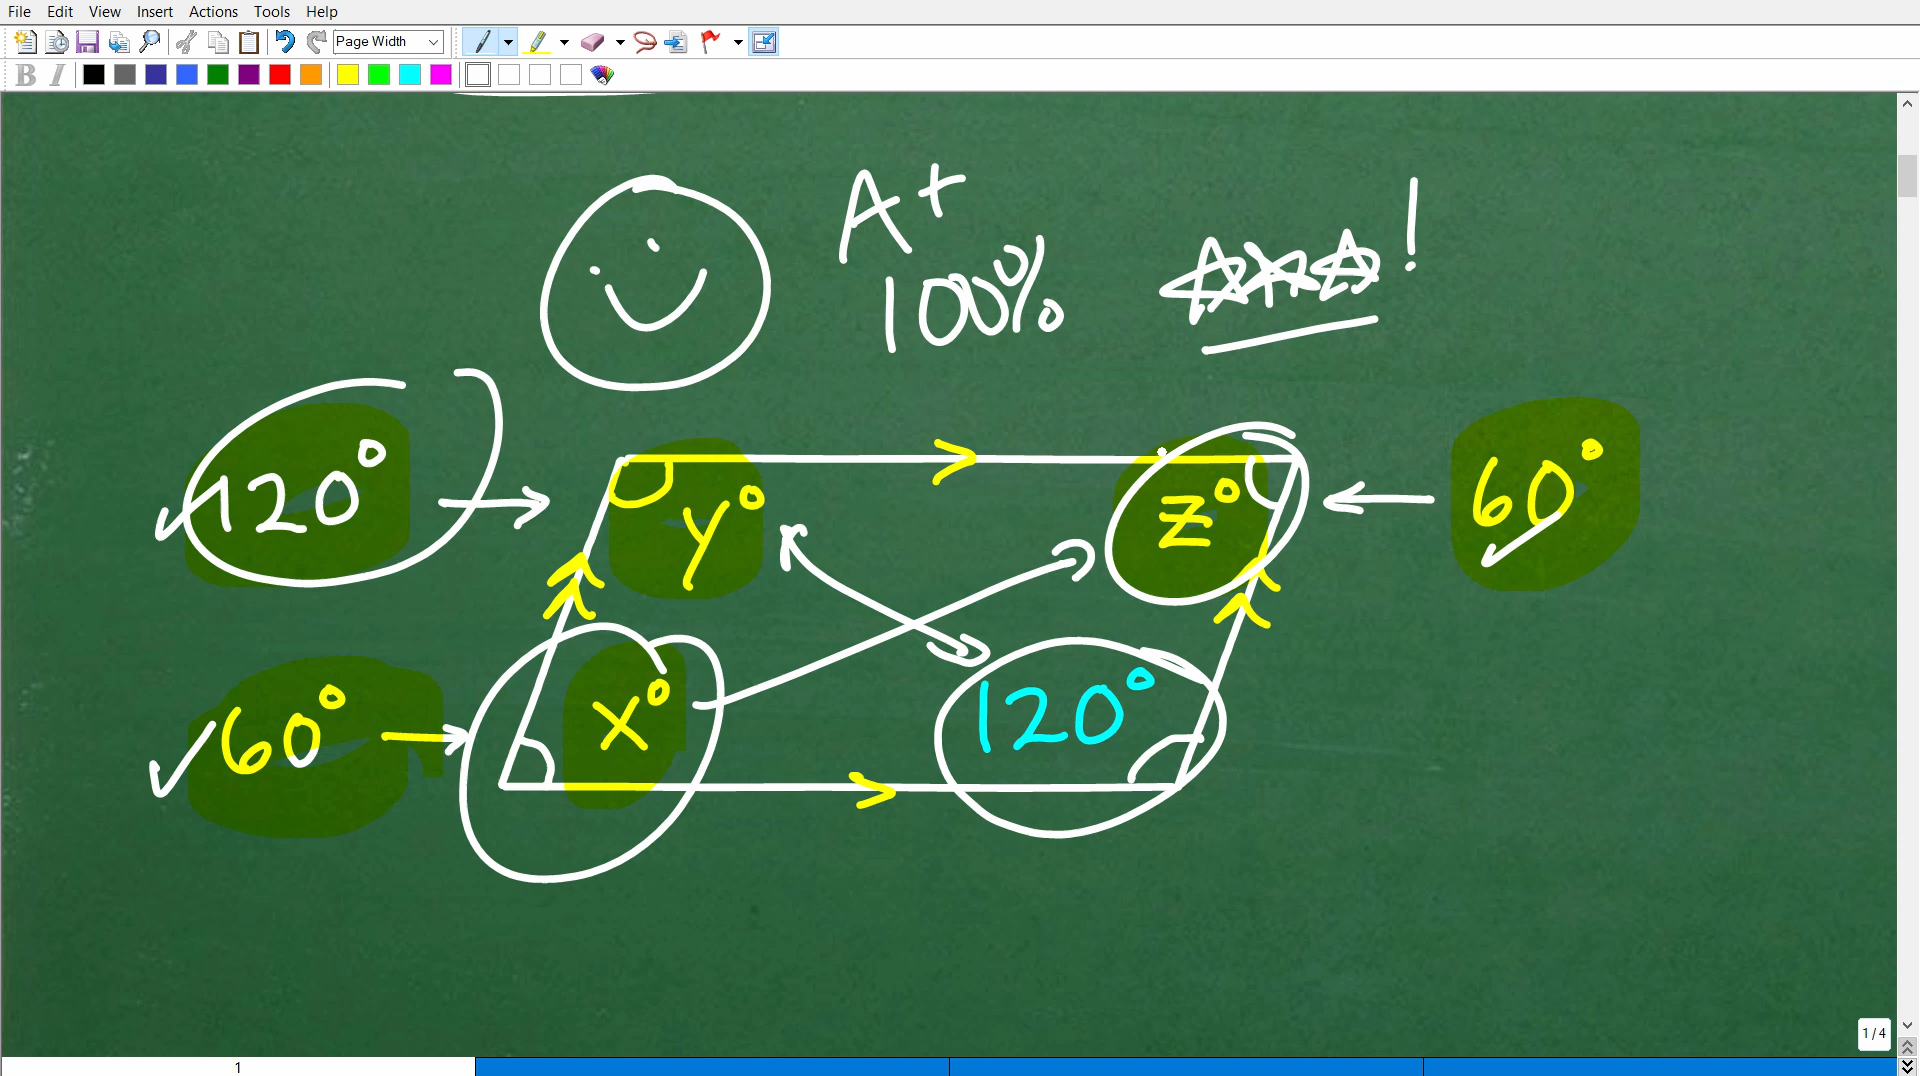 File Edit View Insert Actions Tools Help
Page Width
B I
A+
100%
!
120°
y°
z°
60°
60°
x°
120°
1 / 4
1